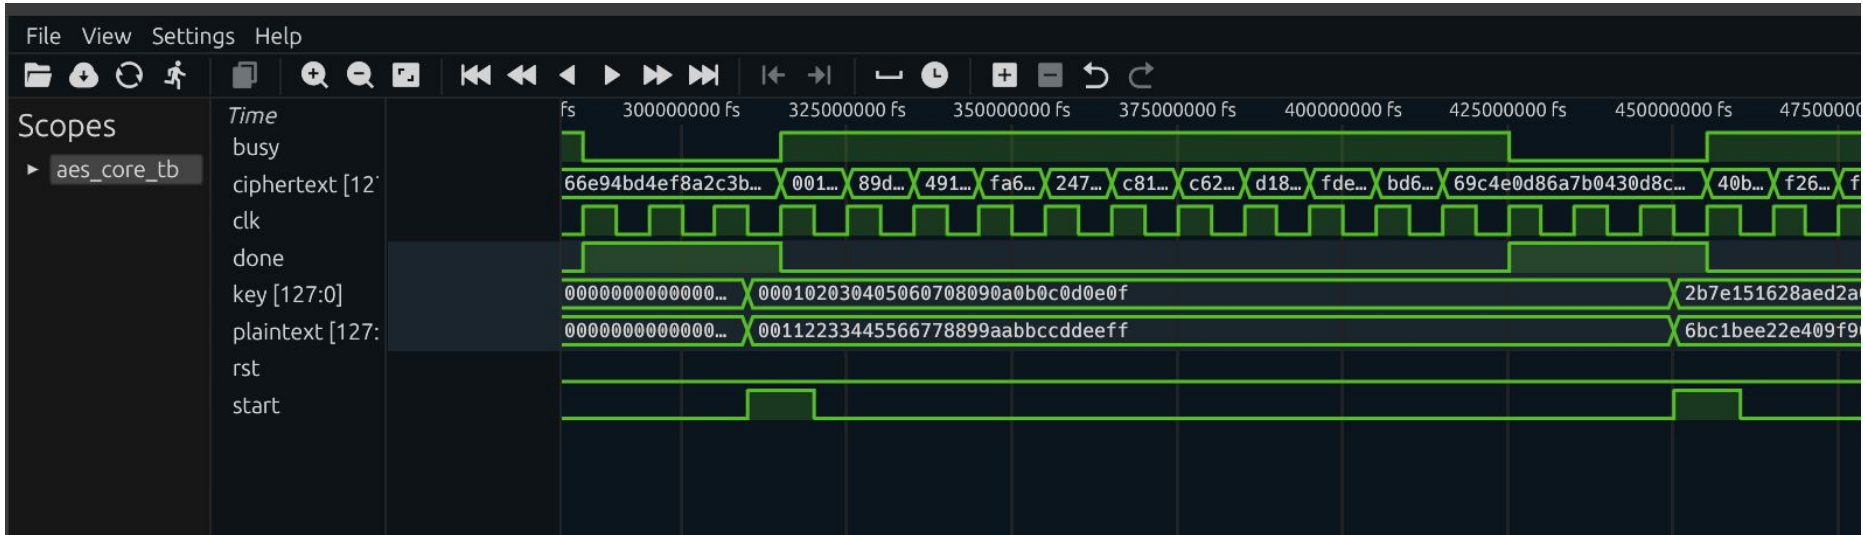 File View Settings Help
Scopes
aes_core_tb
Time fs 300000000 fs 325000000 fs 350000000 fs 375000000 fs 400000000 fs 425000000 fs 450000000 fs 47500000
busy
ciphertext [12 66e94bd4ef8a2c3b… 001… 89d… 491… fa6… 247… c81… c62… d18… fde… bd6… 69c4e0d86a7b0430d8c… 40b… f26… f
clk
done
key [127:0] 0000000000000… 000102030405060708090a0b0c0d0e0f 2b7e151628aed2a
plaintext [127: 0000000000000… 00112233445566778899aabbccddeeff 6bc1bee22e409f9
rst
start